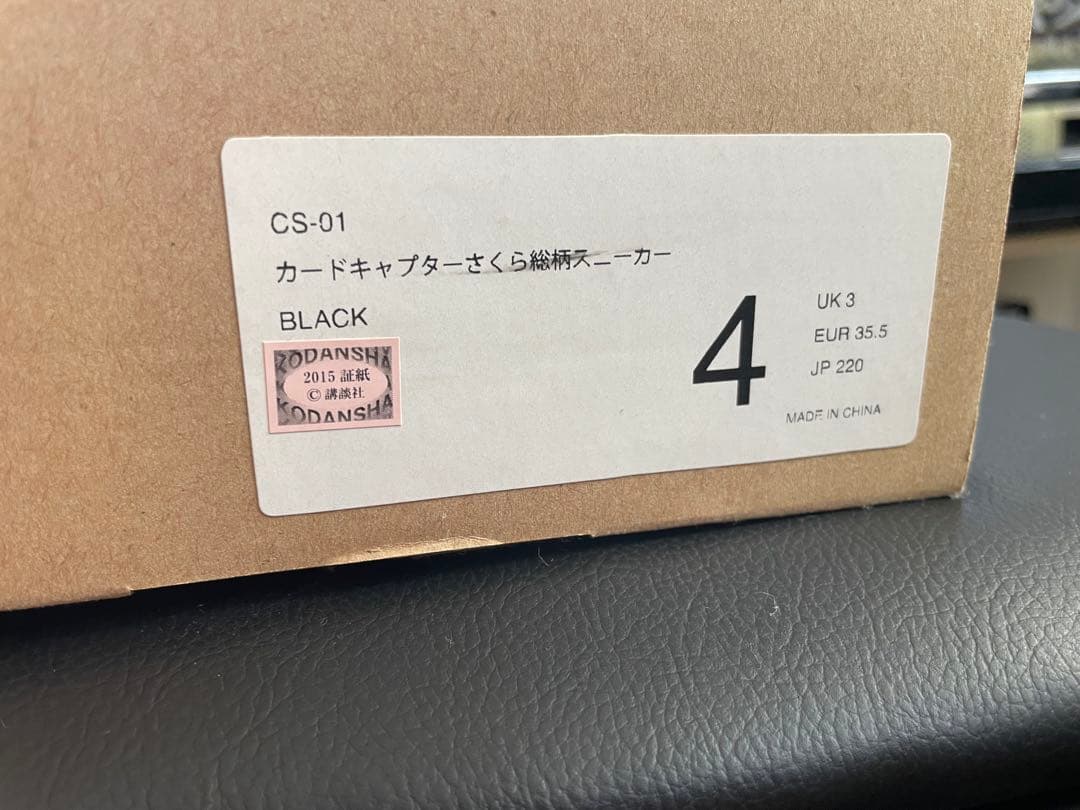 CS-01
カードキャプターさくら総柄スニーカー
BLACK
KODANSHA
2015 証紙
© 講談社
KODANSHA
4
UK 3
EUR 35.5
JP 220
MADE IN CHINA